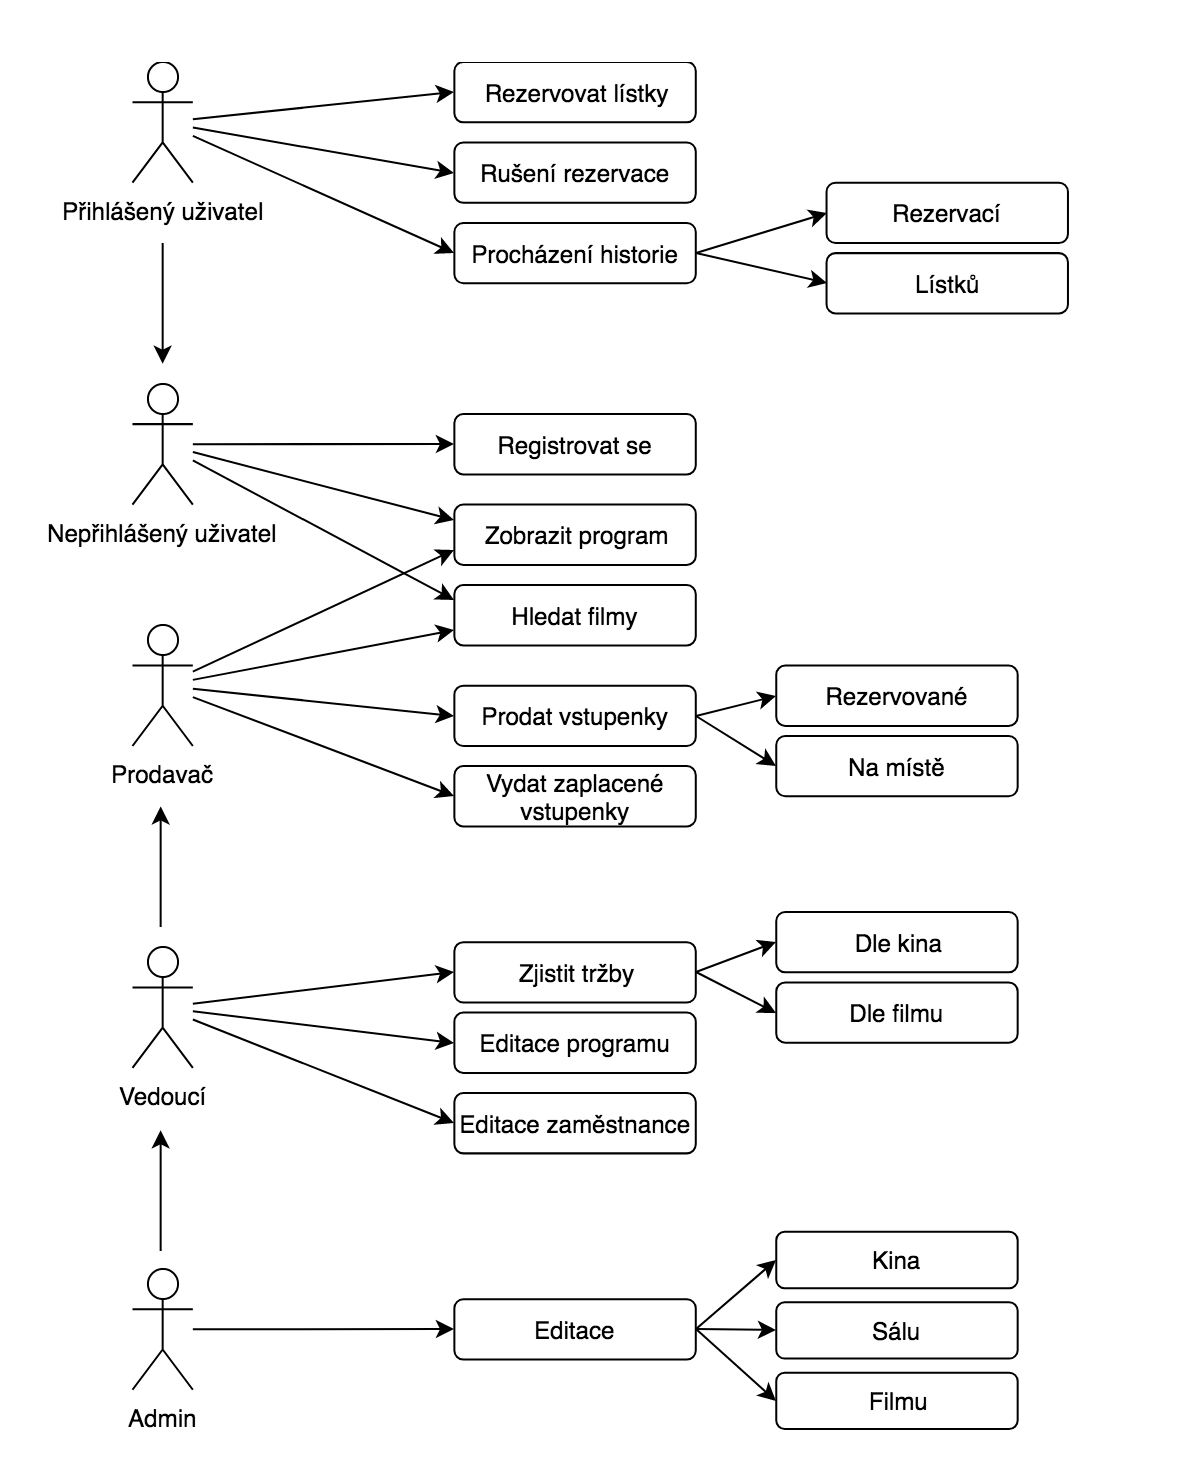 Rezervovat lístky
Rušení rezervace
Přihlášený uživatel
Procházení historie
Rezervací
Lístků
Registrovat se
Nepřihlášený uživatel
Zobrazit program
Hledat filmy
Prodavač
Prodat vstupenky
Rezervované
Na místě
Vydat zaplacené
vstupenky
Zjistit tržby
Dle kina
Dle filmu
Editace programu
Vedoucí
Editace zaměstnance
Kina
Editace
Sálu
Filmu
Admin